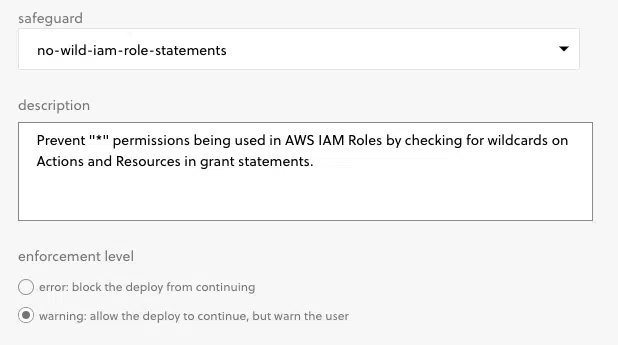 safeguard
no-wild-iam-role-statements
description
Prevent "*" permissions being used in AWS IAM Roles by checking for wildcards on
Actions and Resources in grant statements.
enforcement level
error: block the deploy from continuing
warning: allow the deploy to continue, but warn the user